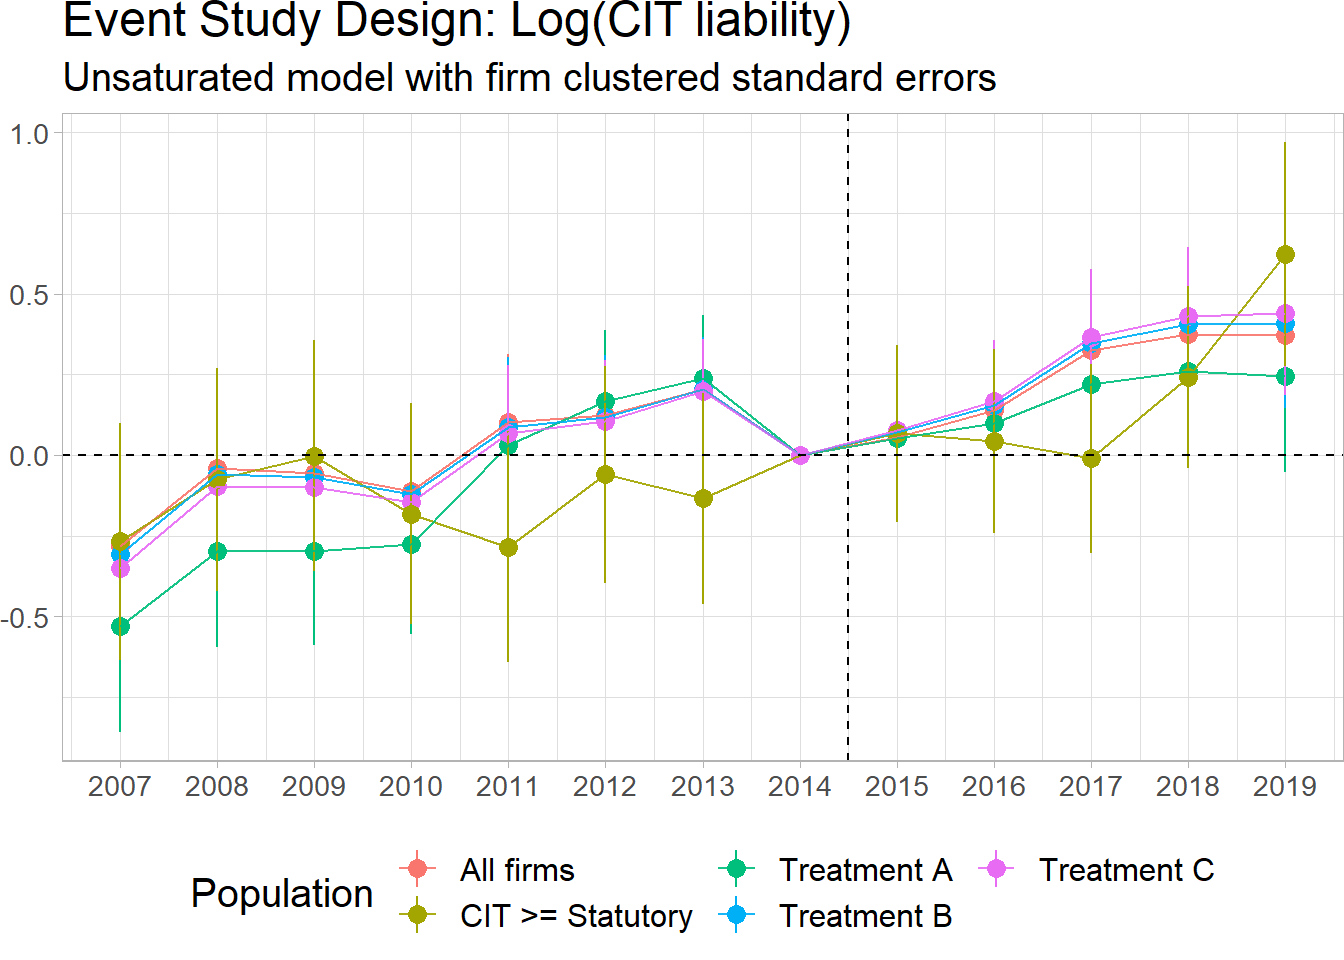 Event Study Design: Log(CIT liability)
Unsaturated model with firm clustered standard errors
1.0
0.5
0.0
-0.5
2007 2008 2009 2010 2011 2012 2013 2014 2015 2016 2017 2018 2019
Population
All firms
CIT >= Statutory
Treatment A
Treatment B
Treatment C